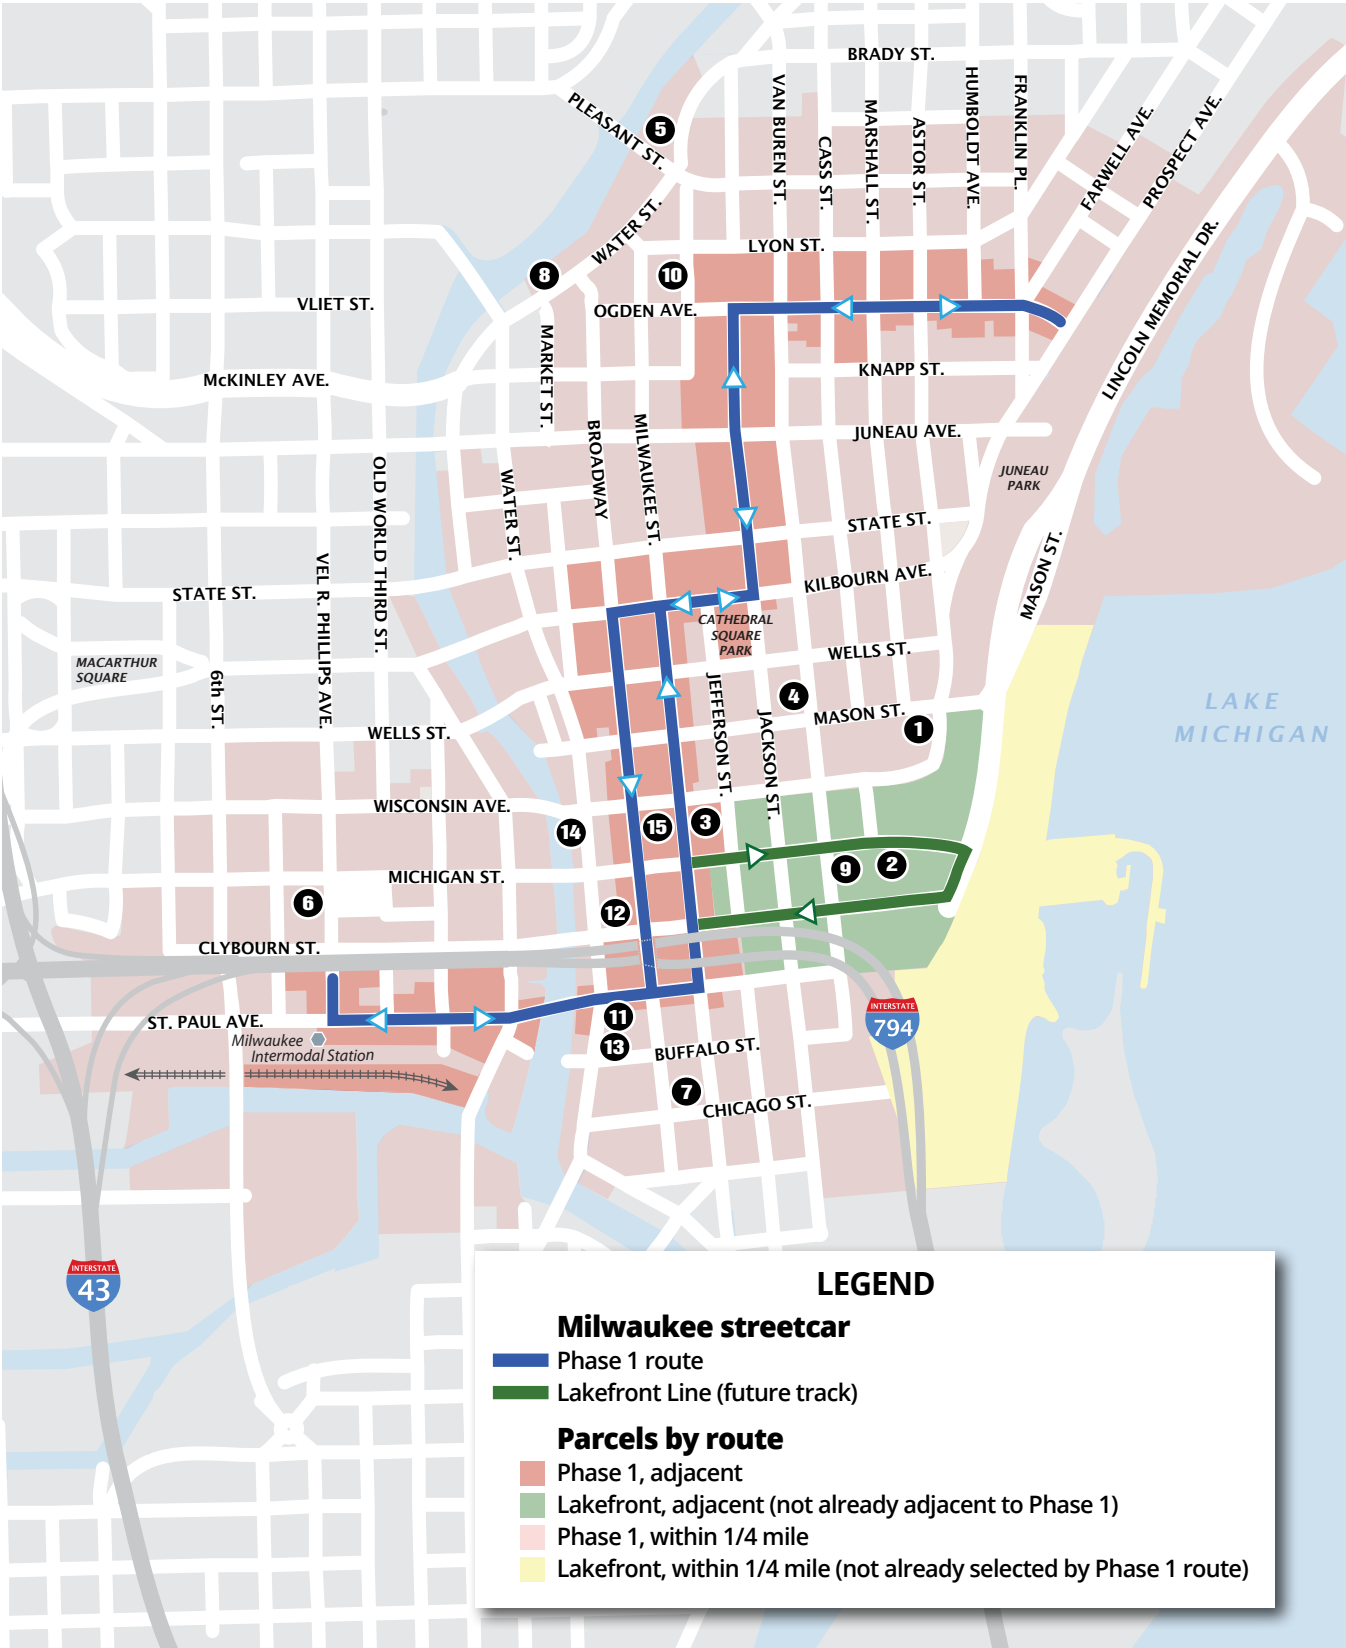 BRADY ST.
PLEASANT ST.
5
VAN BUREN ST.
CASS ST.
MARSHALL ST.
ASTOR ST.
HUMBOLDT AVE.
FRANKLIN PL.
FARWELL AVE.
PROSPECT AVE.
WATER ST.
LYON ST.
LINCOLN MEMORIAL DR.
8
10
VLIET ST.
OGDEN AVE.
MARKET ST.
McKINLEY AVE.
KNAPP ST.
BROADWAY
MILWAUKEE ST.
JUNEAU AVE.
JUNEAU
PARK
OLD WORLD THIRD ST.
WATER ST.
STATE ST.
MASON ST.
VEL R. PHILLIPS AVE.
STATE ST.
KILBOURN AVE.
CATHEDRAL
SQUARE
PARK
WELLS ST.
MACARTHUR
SQUARE
6th ST.
JEFFERSON ST.
JACKSON ST.
4
MASON ST.
1
LAKE
MICHIGAN
WELLS ST.
WISCONSIN AVE.
14
15
3
MICHIGAN ST.
9
2
6
12
CLYBOURN ST.
ST. PAUL AVE.
Milwaukee
Intermodal Station
11
13
BUFFALO ST.
INTERSTATE
794
7
CHICAGO ST.
INTERSTATE
43
LEGEND
Milwaukee streetcar
Phase 1 route
Lakefront Line (future track)
Parcels by route
Phase 1, adjacent
Lakefront, adjacent (not already adjacent to Phase 1)
Phase 1, within 1/4 mile
Lakefront, within 1/4 mile (not already selected by Phase 1 route)